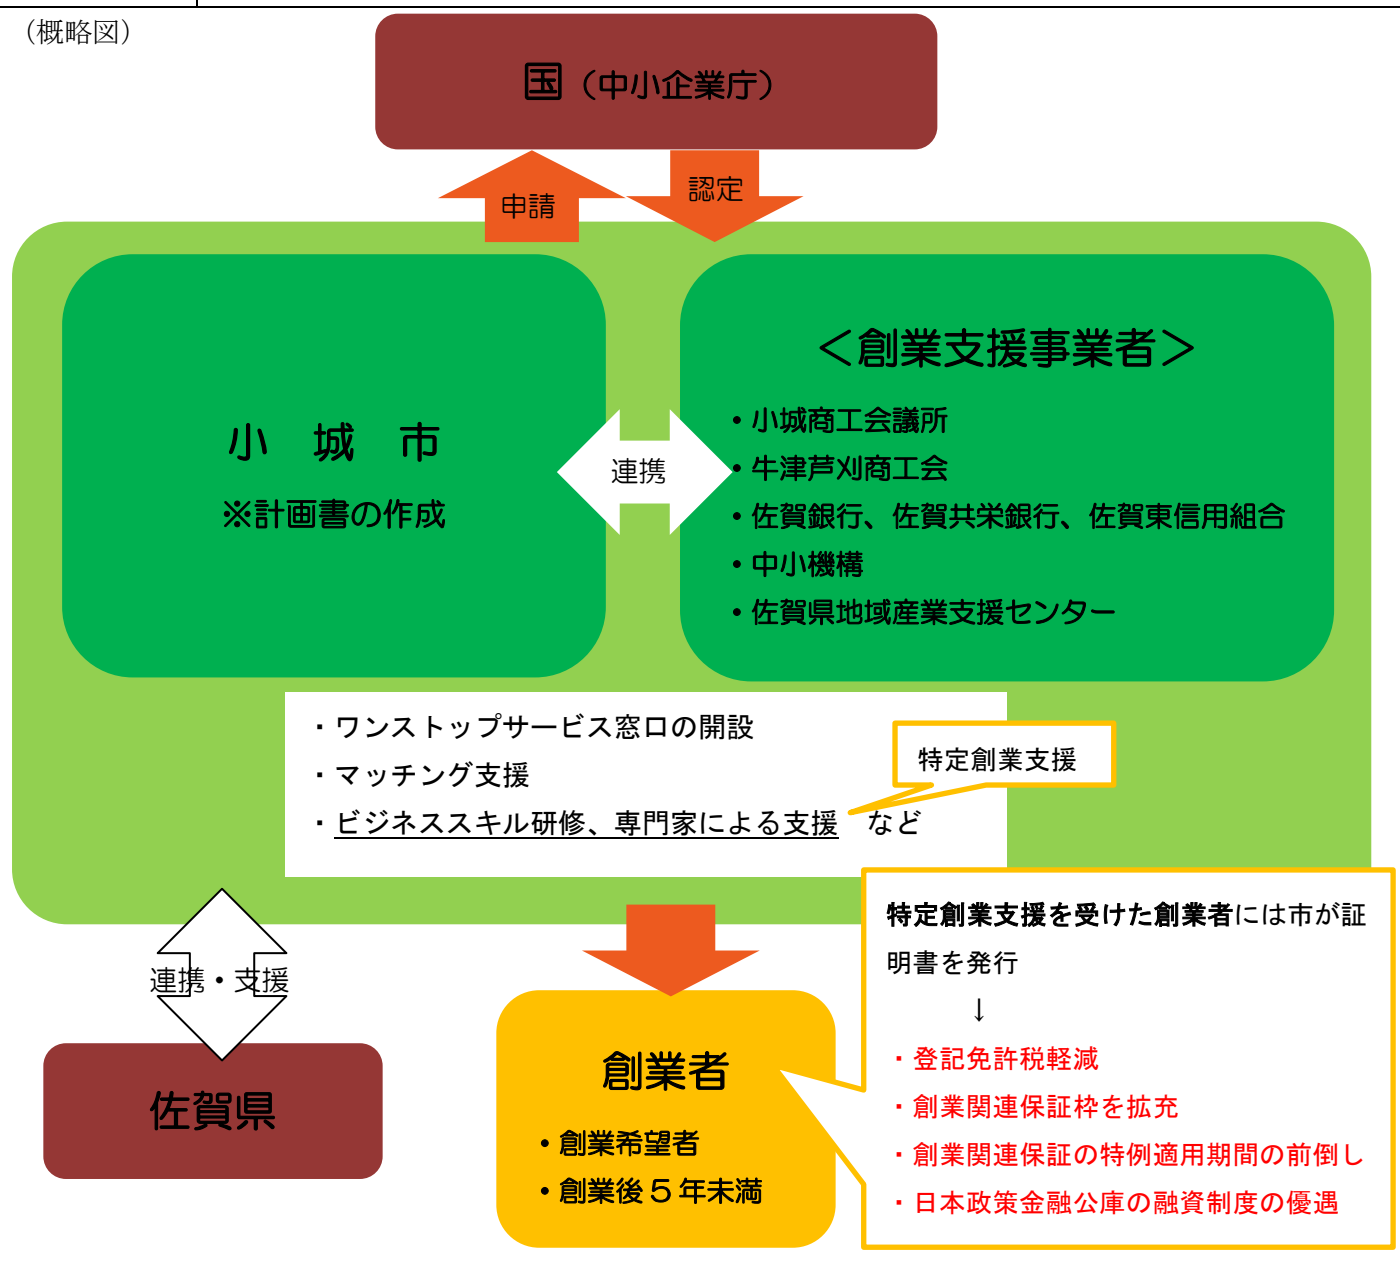 （概略図）
国（中小企業庁）
申請
認定
小　城　市
※計画書の作成
連携
＜創業支援事業者＞
・小城商工会議所
・牛津芦刈商工会
・佐賀銀行、佐賀共栄銀行、佐賀東信用組合
・中小機構
・佐賀県地域産業支援センター
・ワンストップサービス窓口の開設
・マッチング支援
・ビジネススキル研修、専門家による支援　など
特定創業支援
連携・支援
佐賀県
創業者
・創業希望者
・創業後５年未満
特定創業支援を受けた創業者には市が証
明書を発行
↓
・登記免許税軽減
・創業関連保証枠を拡充
・創業関連保証の特例適用期間の前倒し
・日本政策金融公庫の融資制度の優遇